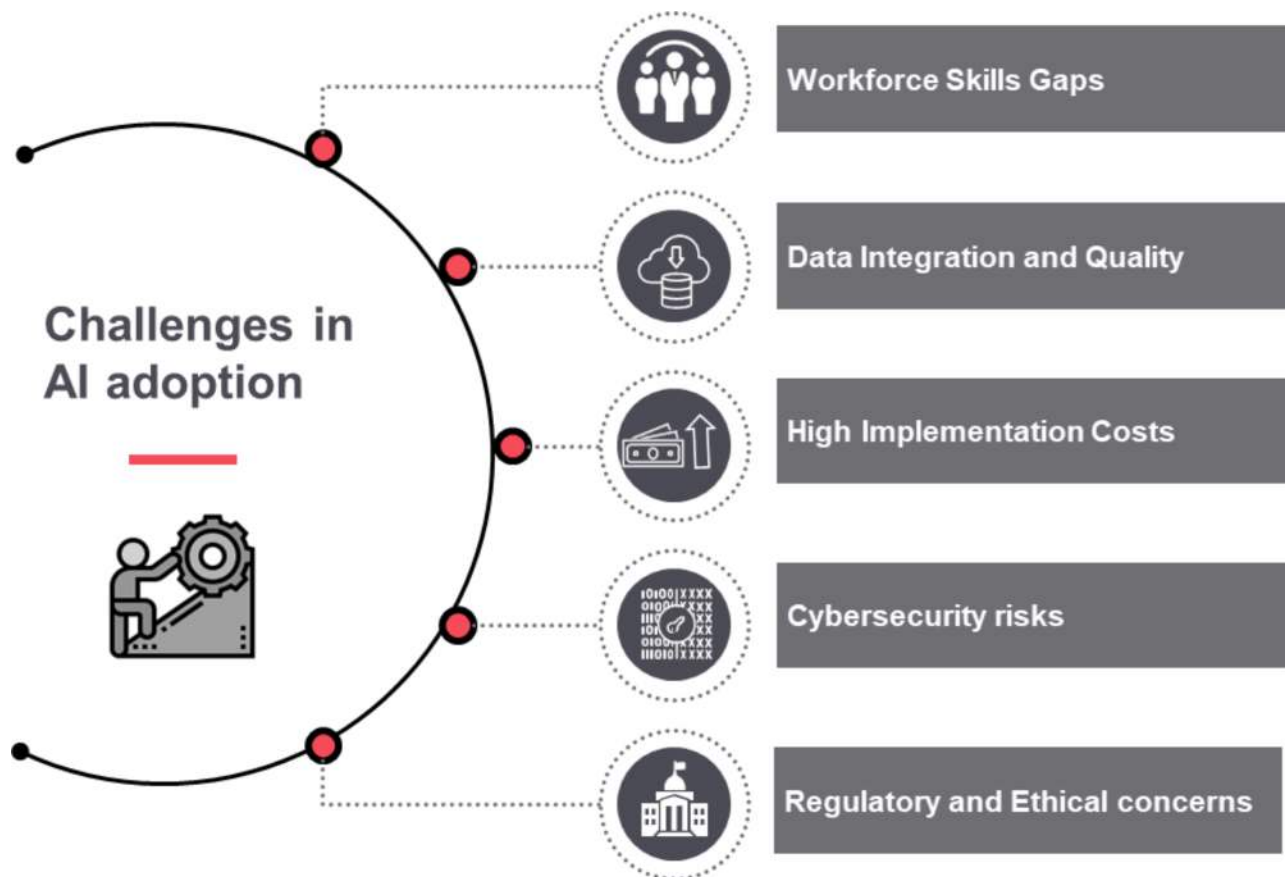 Challenges in
AI adoption
Workforce Skills Gaps
Data Integration and Quality
High Implementation Costs
Cybersecurity risks
Regulatory and Ethical concerns